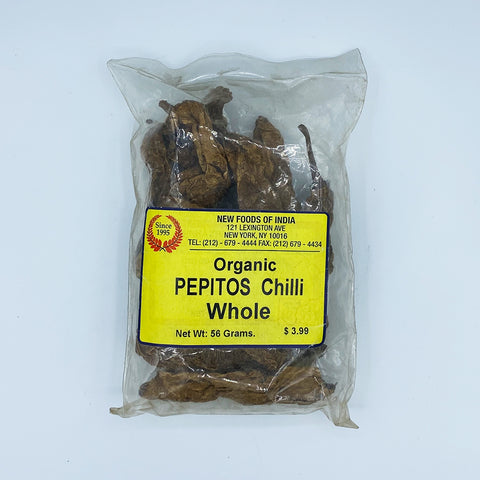 Since
1995
NEW FOODS OF INDIA
121 LEXINGTON AVE
NEW YORK, NY 10016
TEL: (212) - 679 - 4444 FAX: (212) 679 - 4434
Organic
PEPITOS Chilli
Whole
Net Wt: 56 Grams.
$ 3.99